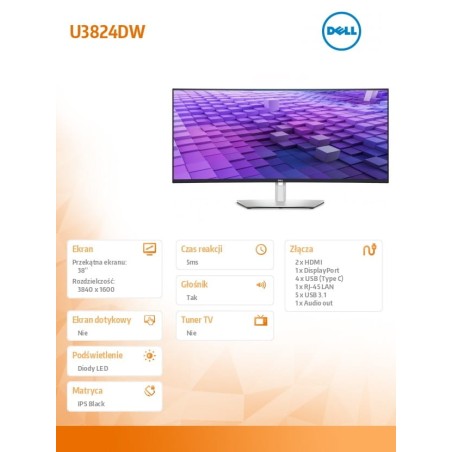 U3824DW
DELL
Ekran
Przekątna ekranu:
38"
Rozdzielczość:
3840 x 1600
Ekran dotykowy
Nie
Podświetlenie
Diody LED
Matryca
IPS Black
Czas reakcji
5ms
Głośnik
Tak
Tuner TV
Nie
Złącza
2 x HDMI
1 x DisplayPort
4 x USB (Type C)
1 x RJ-45 LAN
5 x USB 3.1
1 x Audio out